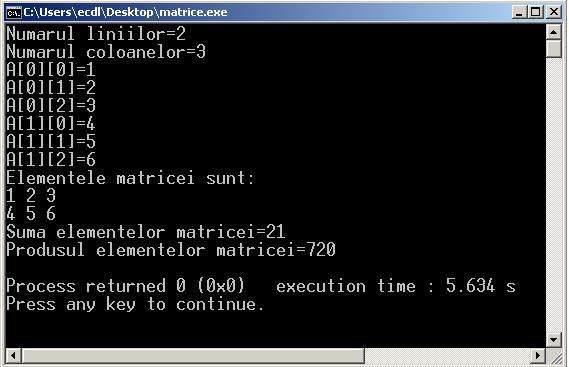 C:\Users\ecdl\Desktop\matrice.exe
Numarul liniilor=2
Numarul coloanelor=3
A[0][0]=1
A[0][1]=2
A[0][2]=3
A[1][0]=4
A[1][1]=5
A[1][2]=6
Elementele matricei sunt:
1 2 3
4 5 6
Suma elementelor matricei=21
Produsul elementelor matricei=720
Process returned 0 (0x0)   execution time : 5.634 s
Press any key to continue.